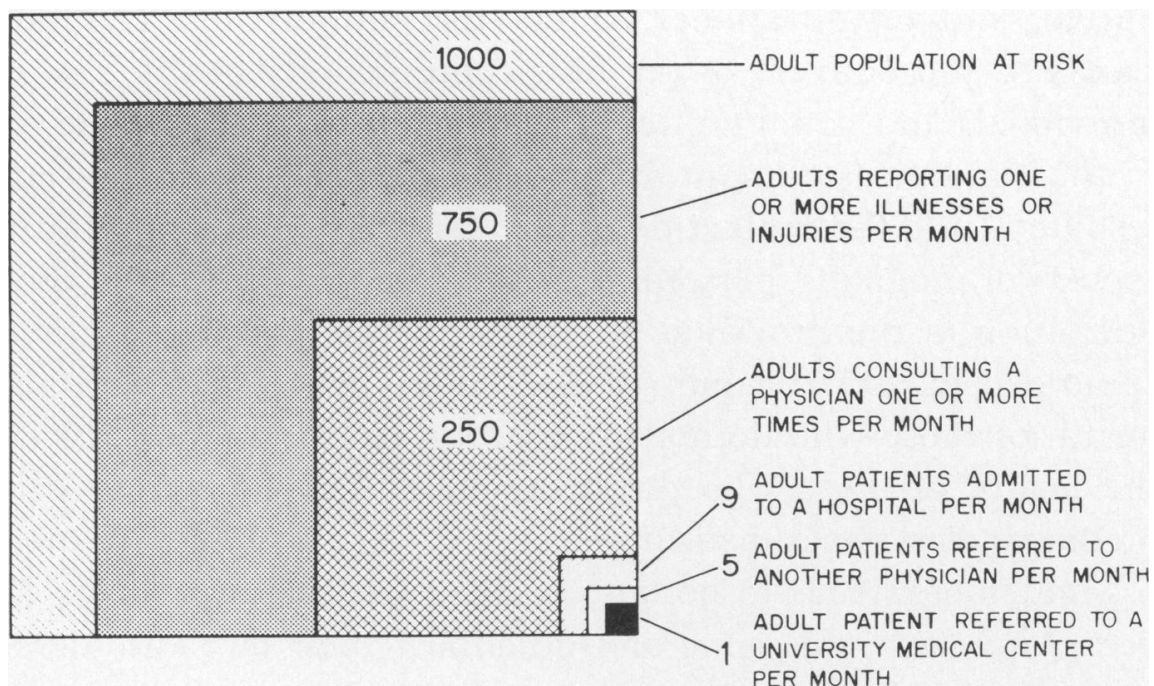 1000
ADULT POPULATION AT RISK
750
ADULTS REPORTING ONE
OR MORE ILLNESSES OR
INJURIES PER MONTH
250
ADULTS CONSULTING A
PHYSICIAN ONE OR MORE
TIMES PER MONTH
9
ADULT PATIENTS ADMITTED
TO A HOSPITAL PER MONTH
5
ADULT PATIENTS REFERRED TO
ANOTHER PHYSICIAN PER MONTH
1
ADULT PATIENT REFERRED TO A
UNIVERSITY MEDICAL CENTER
PER MONTH